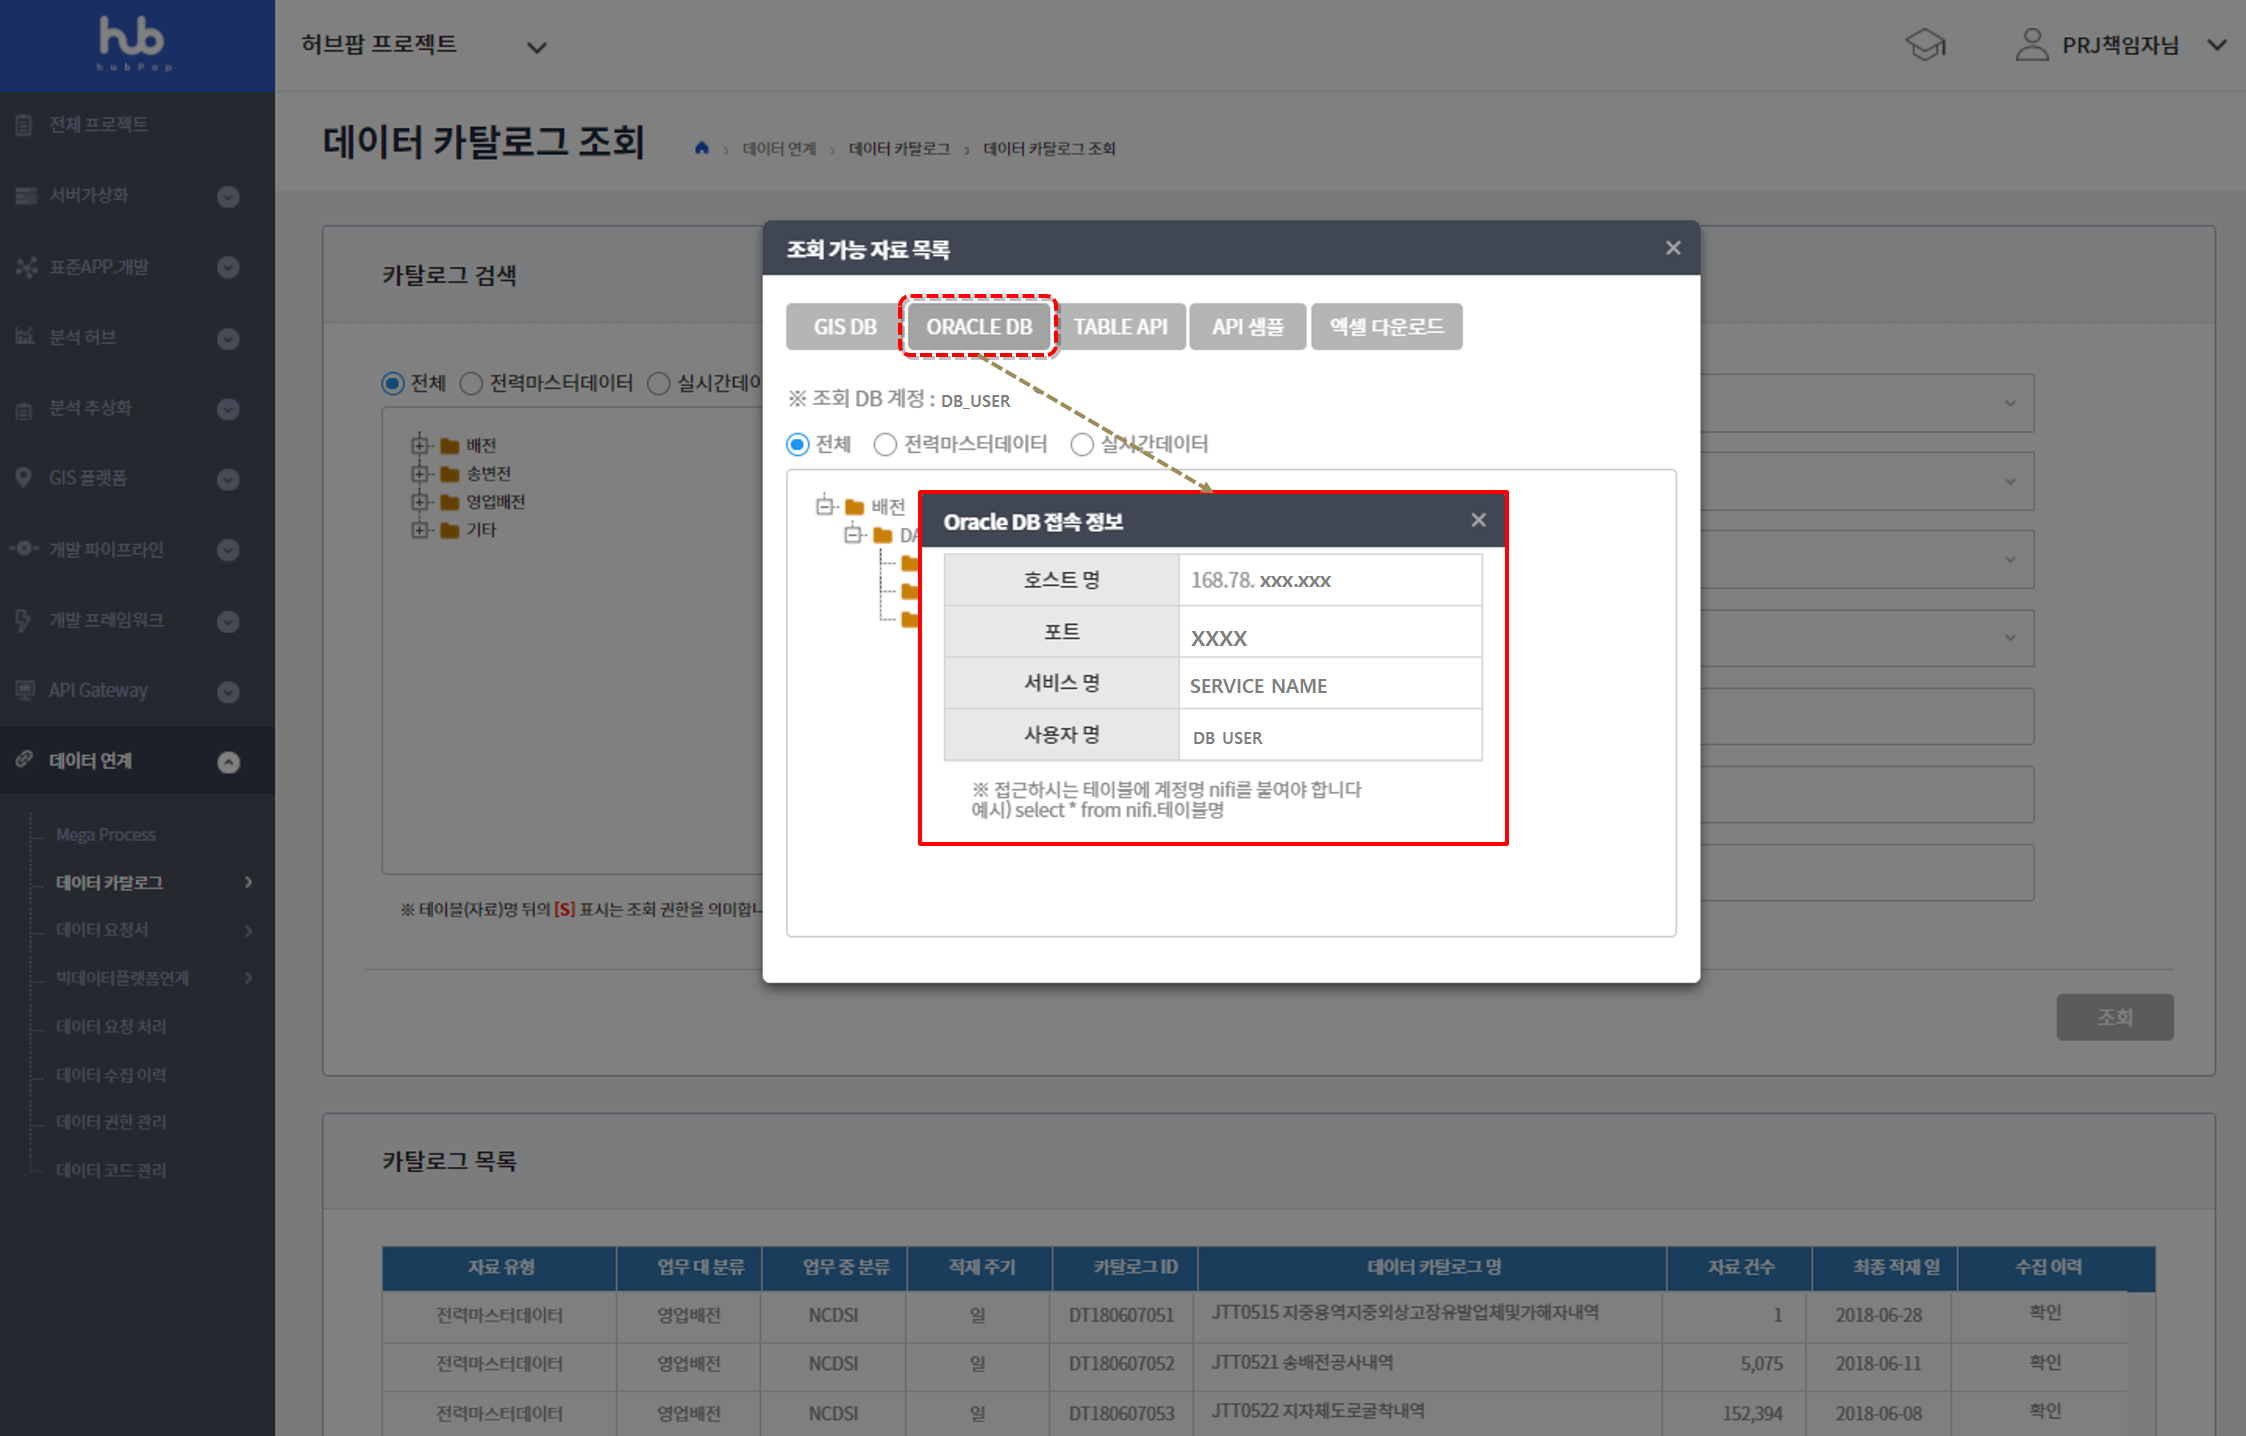 hub
hubPop
허브팝 프로젝트
PRJ책임자님
전체 프로젝트
서버가상화
표준APP.개발
분석 허브
분석 추상화
GIS 플랫폼
개발 파이프라인
개발 프레임워크
API Gateway
데이터 연계
Mega Process
데이터 카탈로그
데이터 요청서
빅데이터플랫폼연계
데이터 요청 처리
데이터 수집 이력
데이터 권한 관리
데이터 코드 관리
데이터 카탈로그 조회
데이터 연계 > 데이터 카탈로그 > 데이터 카탈로그 조회
카탈로그 검색
전체 전력마스터데이터 실시간데이
배전
송변전
영업배전
기타
※ 테이블(자료)명 뒤의 [S] 표시는 조회 권한을 의미합니
조회
조회 가능 자료 목록
GIS DB ORACLE DB TABLE API API 샘플 엑셀 다운로드
※ 조회 DB 계정 : DB_USER
전체 전력마스터데이터 실시간데이터
배전
DA
Oracle DB 접속 정보
호스트 명 168.78. xxx.xxx
포트 XXXX
서비스 명 SERVICE NAME
사용자 명 DB USER
※ 접근하시는 테이블에 계정명 nifi를 붙여야 합니다
예시) select * from nifi.테이블명
카탈로그 목록
자료 유형 업무 대 분류 업무 중 분류 적재 주기 카탈로그 ID 데이터 카탈로그 명 자료 건수 최종 적재 일 수집 이력
전력마스터데이터 영업배전 NCDSI 일 DT180607051 JTT0515 지중용역지중외상고장유발업체및가해자내역 1 2018-06-28 확인
전력마스터데이터 영업배전 NCDSI 일 DT180607052 JTT0521 송배전공사내역 5,075 2018-06-11 확인
전력마스터데이터 영업배전 NCDSI 일 DT180607053 JTT0522 지자체도로굴착내역 152,394 2018-06-08 확인